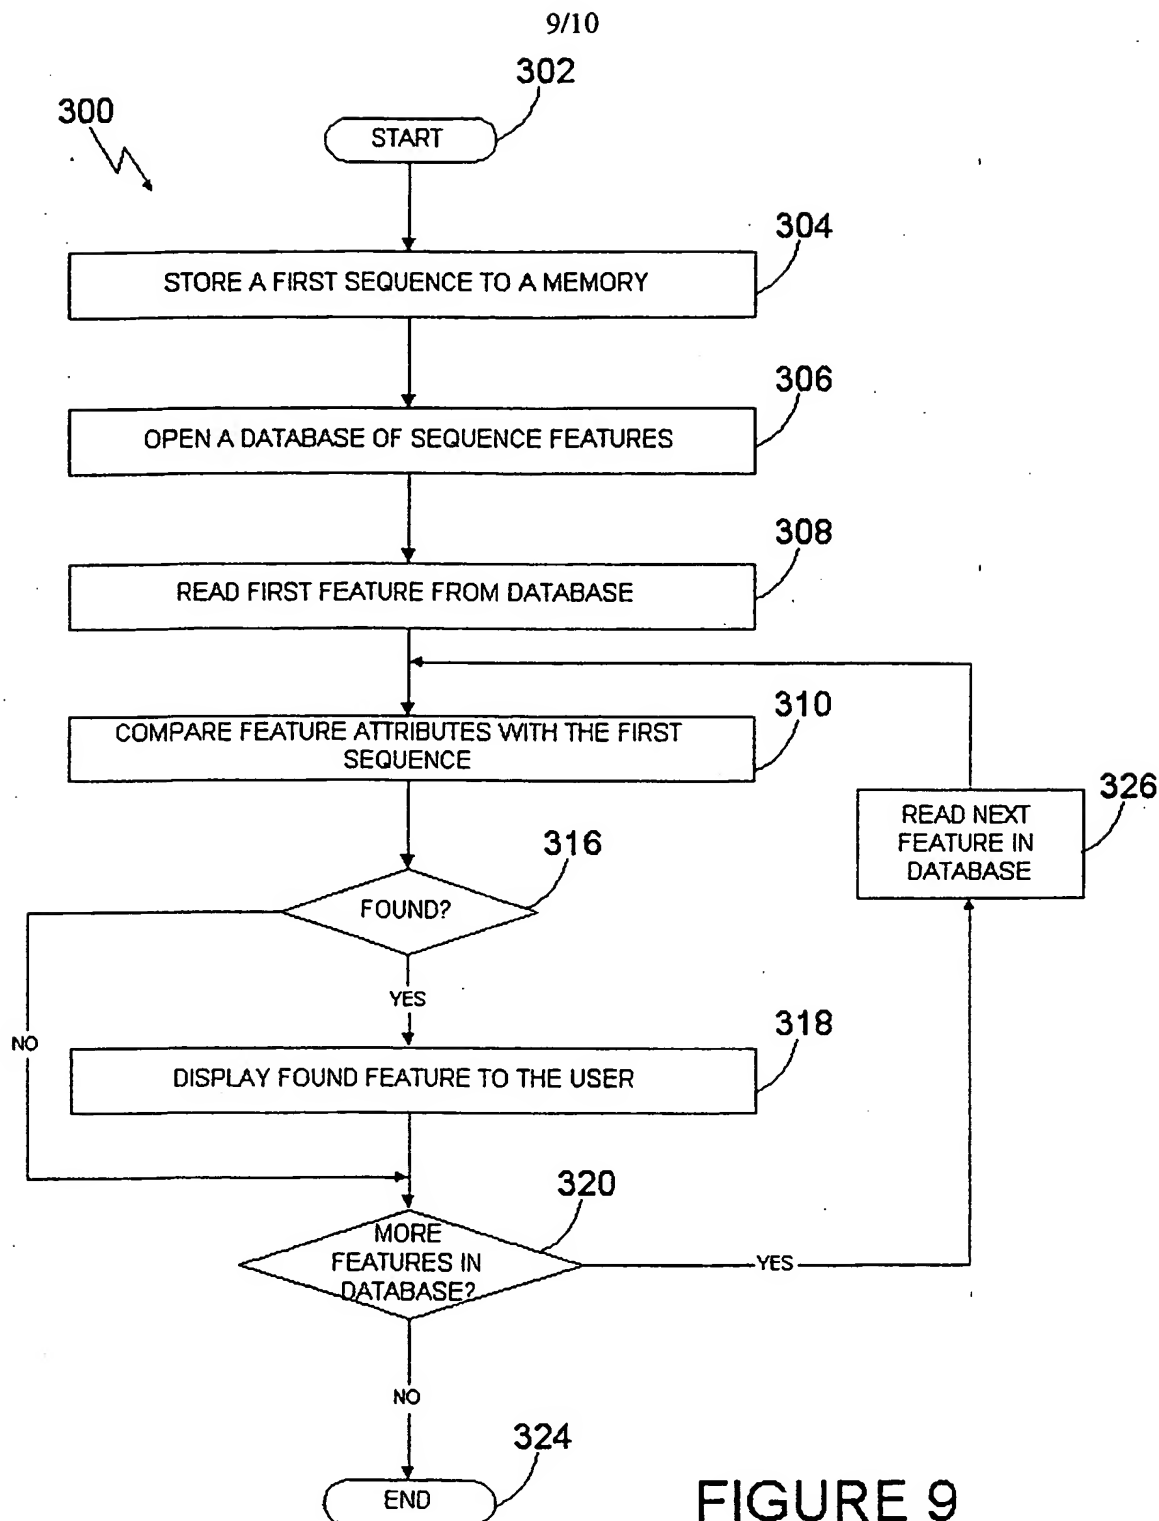 9/10
302
300
START
304
STORE A FIRST SEQUENCE TO A MEMORY
306
OPEN A DATABASE OF SEQUENCE FEATURES
308
READ FIRST FEATURE FROM DATABASE
310
COMPARE FEATURE ATTRIBUTES WITH THE FIRST
SEQUENCE
326
READ NEXT
FEATURE IN
DATABASE
316
FOUND?
YES
NO
318
DISPLAY FOUND FEATURE TO THE USER
320
MORE
FEATURES IN
DATABASE?
YES
NO
324
END
FIGURE 9